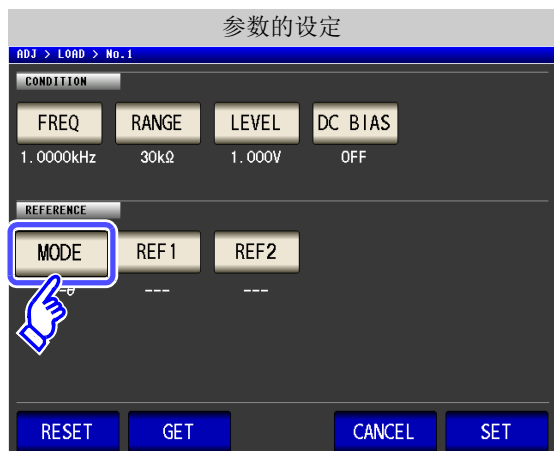 参数的设定
ADJ > LOAD > No.1
CONDITION
FREQ RANGE LEVEL DC BIAS
1.0000kHz 30kΩ 1.000V OFF
REFERENCE
MODE REF1 REF2
θ --- ---
RESET GET CANCEL SET